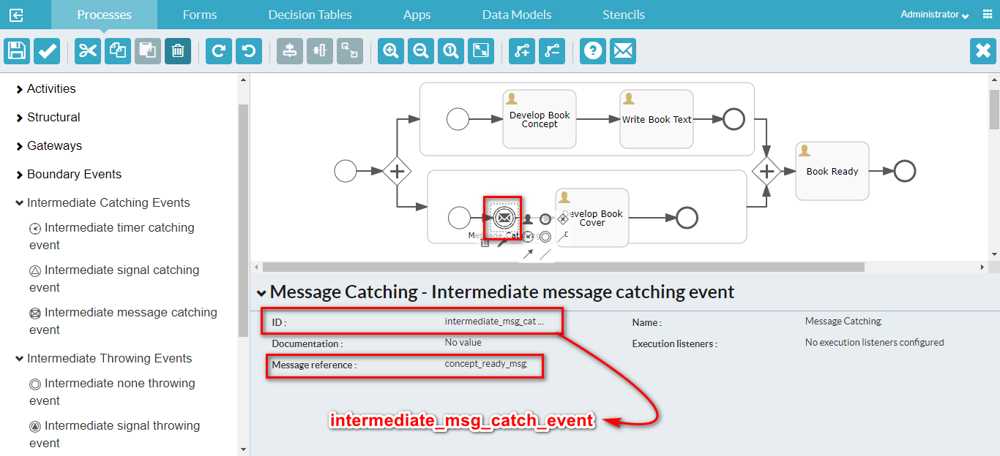 Processes
Forms
Decision Tables
Apps
Data Models
Stencils
Administrator
Activities
Structural
Gateways
Boundary Events
Intermediate Catching Events
Intermediate timer catching
event
Intermediate signal catching
event
Intermediate message catching
event
Intermediate Throwing Events
Intermediate none throwing
event
Intermediate signal throwing
event
Develop Book
Concept
Write Book Text
Book Ready
Develop Book
Cover
Message Catching
Message Catching - Intermediate message catching event
ID :
intermediate_msg_cat ...
Name :
Message Catching
Documentation :
No value
Execution listeners :
No execution listeners configured
Message reference :
concept_ready_msg
intermediate_msg_catch_event